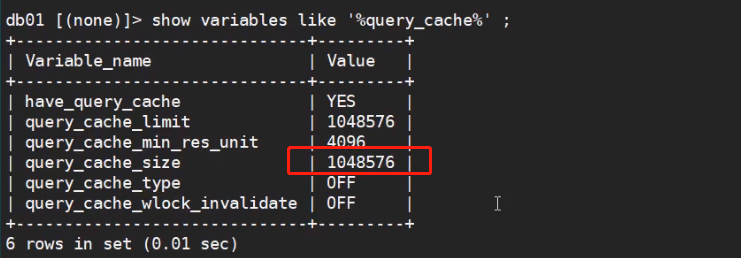 db01 [(none)]> show variables like '%query_cache%' ;
+------------------------------+---------+
| Variable_name                | Value   |
+------------------------------+---------+
| have_query_cache             | YES     |
| query_cache_limit            | 1048576 |
| query_cache_min_res_unit     | 4096    |
| query_cache_size             | 1048576 |
| query_cache_type             | OFF     |
| query_cache_wlock_invalidate | OFF     |
+------------------------------+---------+
6 rows in set (0.01 sec)